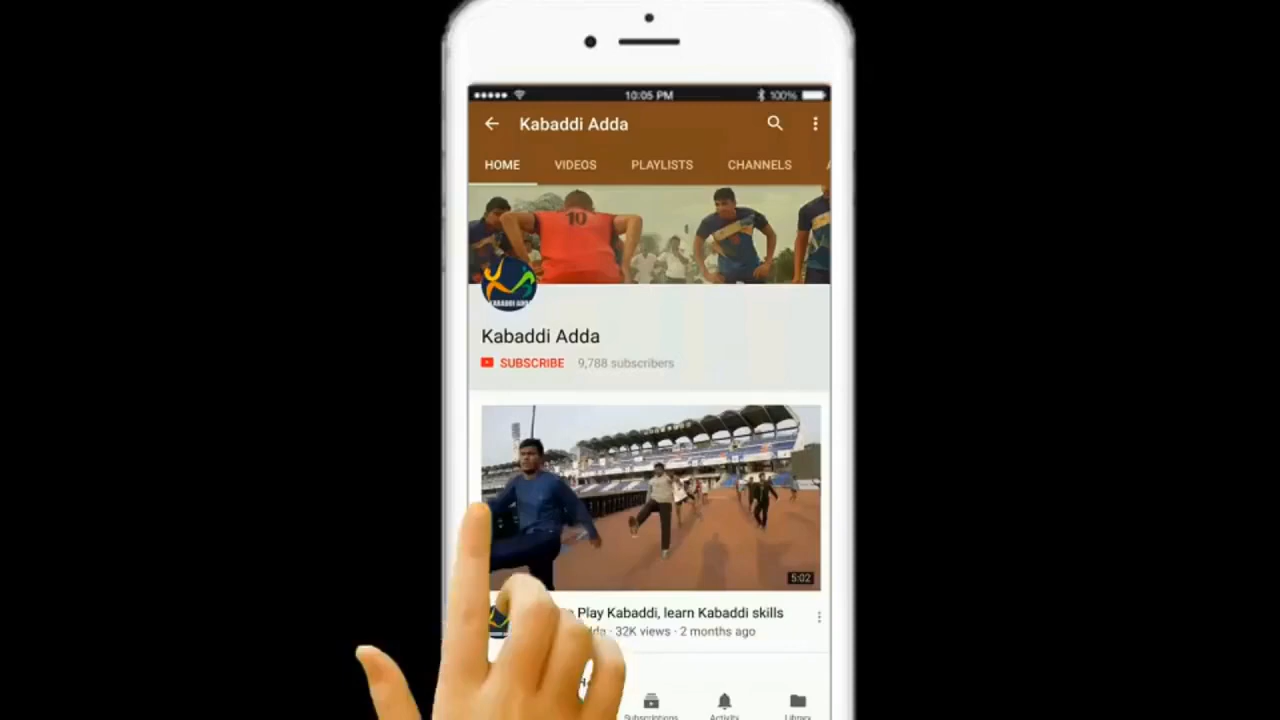 10:05 PM 100%
Kabaddi Adda
HOME VIDEOS PLAYLISTS CHANNELS
10
KABADDI
Kabaddi Adda
SUBSCRIBE 9,788 subscribers
5:02
Play Kabaddi, learn Kabaddi skills
32K views · 2 months ago
Subscriptions Activity Library